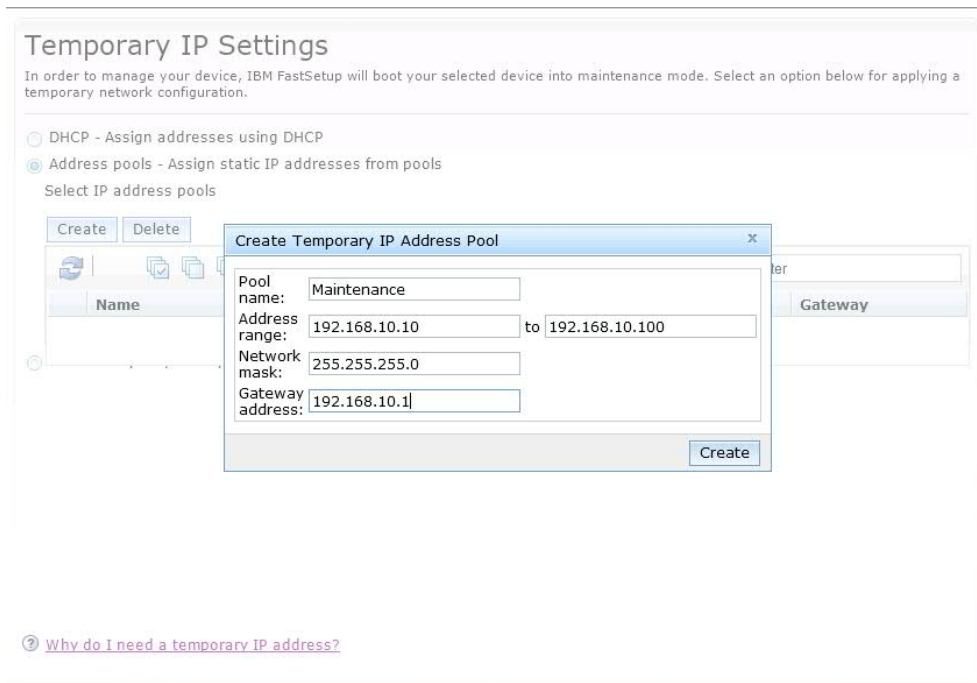 Temporary IP Settings
In order to manage your device, IBM FastSetup will boot your selected device into maintenance mode. Select an option below for applying a
temporary network configuration.
DHCP - Assign addresses using DHCP
Address pools - Assign static IP addresses from pools
Select IP address pools
Create Delete
Create Temporary IP Address Pool x
Name
Gateway
Pool
name: Maintenance
Address
range: 192.168.10.10 to 192.168.10.100
Network
mask: 255.255.255.0
Gateway
address: 192.168.10.1
Create
? Why do I need a temporary IP address?